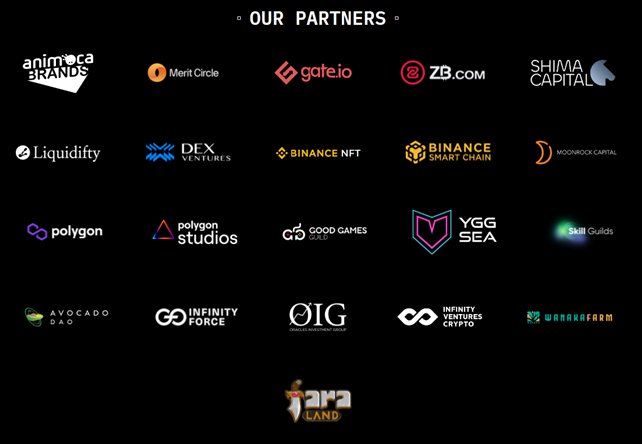 OUR PARTNERS
animoca
BRANDS
Merit Circle
gate.io
ZB.COM
SHIMA
CAPITAL
Liquidifty
DEX
VENTURES
BINANCE NFT
BINANCE
SMART CHAIN
MOONROCK CAPITAL
polygon
polygon
studios
GOOD GAMES
GUILD
YGG
SEA
Skill Guilds
AVOCADO
DAO
INFINITY
FORCE
ØIG
ORACLES INVESTMENT GROUP
INFINITY
VENTURES
CRYPTO
WANAKAFARM
fara
LAND